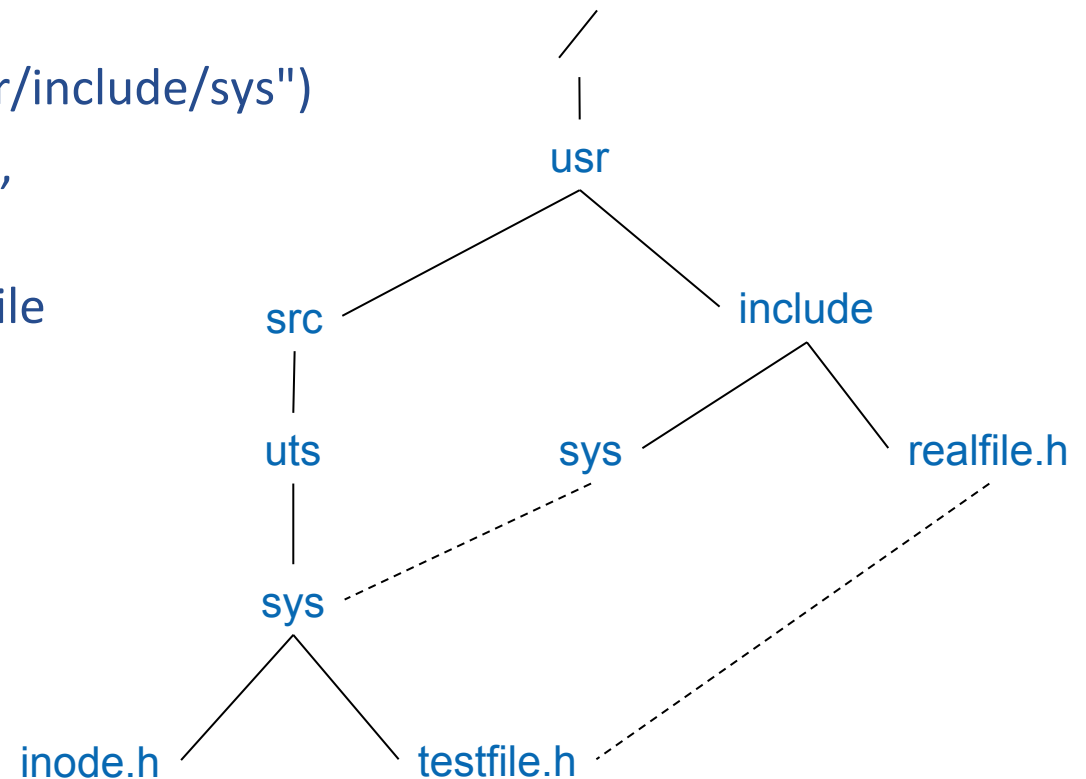 /
r/include/sys")
usr
,
ile
src
include
uts
sys
realfile.h
sys
inode.h
testfile.h